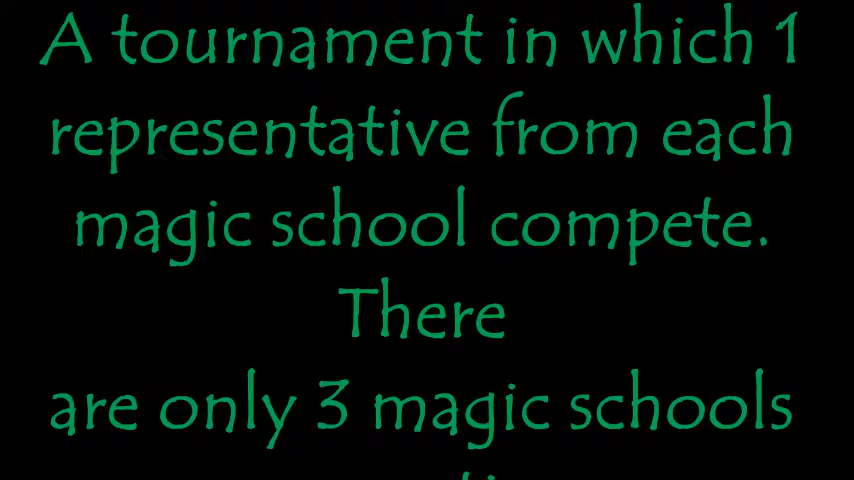 A tournament in which 1
representative from each
magic school compete.
There
are only 3 magic schools